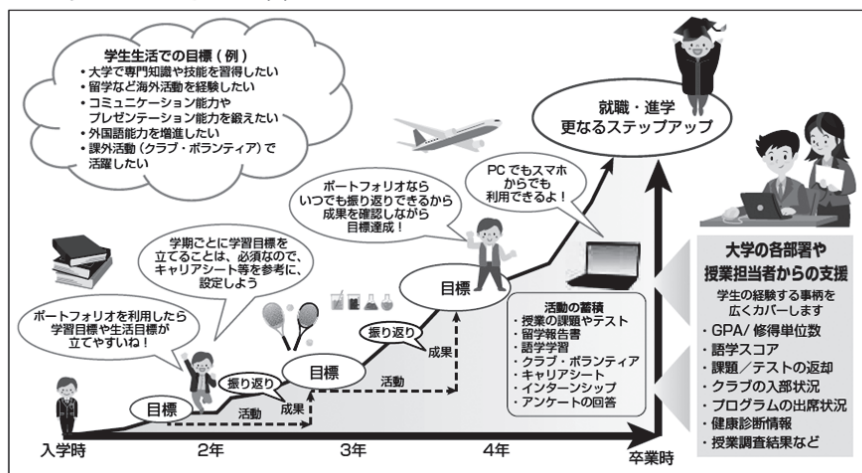 学生生活での目標(例)
・大学で専門知識や技能を習得したい
・留学など海外活動を経験したい
・コミュニケーション能力や
プレゼンテーション能力を鍛えたい
・外国語能力を増進したい
・課外活動(クラブ・ボランティア)で
活躍したい
就職・進学
更なるステップアップ
PCでもスマホ
からでも
利用できるよ!
ポートフォリオなら
いつでも振り返りできるから
成果を確認しながら
目標達成!
学期ごとに学習目標を
立てることは、必須なので、
キャリアシート等を参考に、
設定しよう
ポートフォリオを利用したら
学習目標や生活目標が
立てやすいね!
目標
振り返り
活動
成果
目標
振り返り
活動
成果
目標
活動の蓄積
・授業の課題やテスト
・留学報告書
・語学学習
・クラブ・ボランティア
・キャリアシート
・インターンシップ
・アンケートの回答
大学の各部署や
授業担当者からの支援
学生の経験する事柄を
広くカバーします
・GPA/修得単位数
・語学スコア
・課題/テストの返却
・クラブの入部状況
・プログラムの出席状況
・健康診断情報
・授業調査結果など
入学時
2年
3年
4年
卒業時